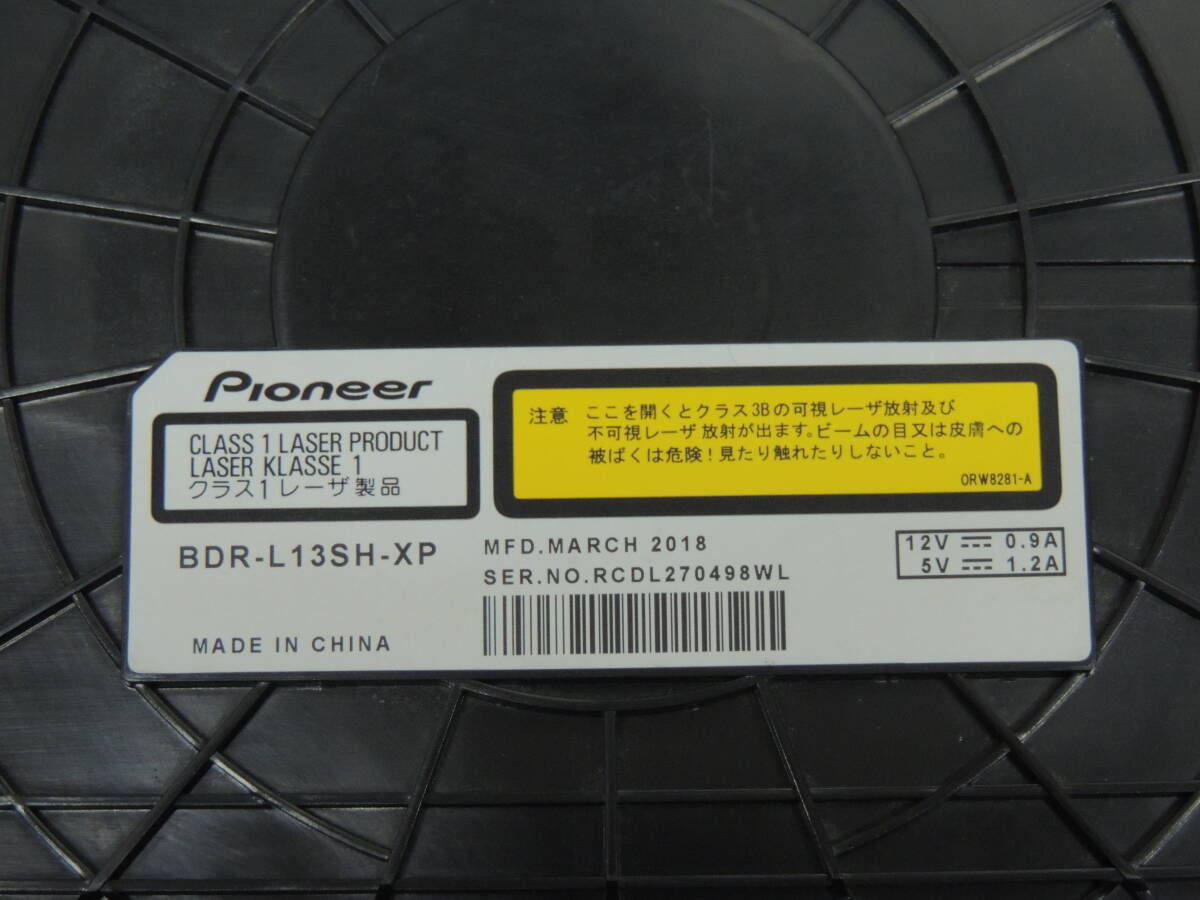 Pioneer
CLASS 1 LASER PRODUCT
LASER KLASSE 1
クラス1 レーザ製品
注意 ここを開くとクラス3Bの可視レーザ放射及び
不可視レーザ放射が出ます。ビームの目又は皮膚への
被ばくは危険!見たり触れたりしないこと。
ORW8281-A
BDR-L13SH-XP
MFD.MARCH 2018
SER.NO.RCDL270498WL
12V ⎓ 0.9A
5V ⎓ 1.2A
MADE IN CHINA